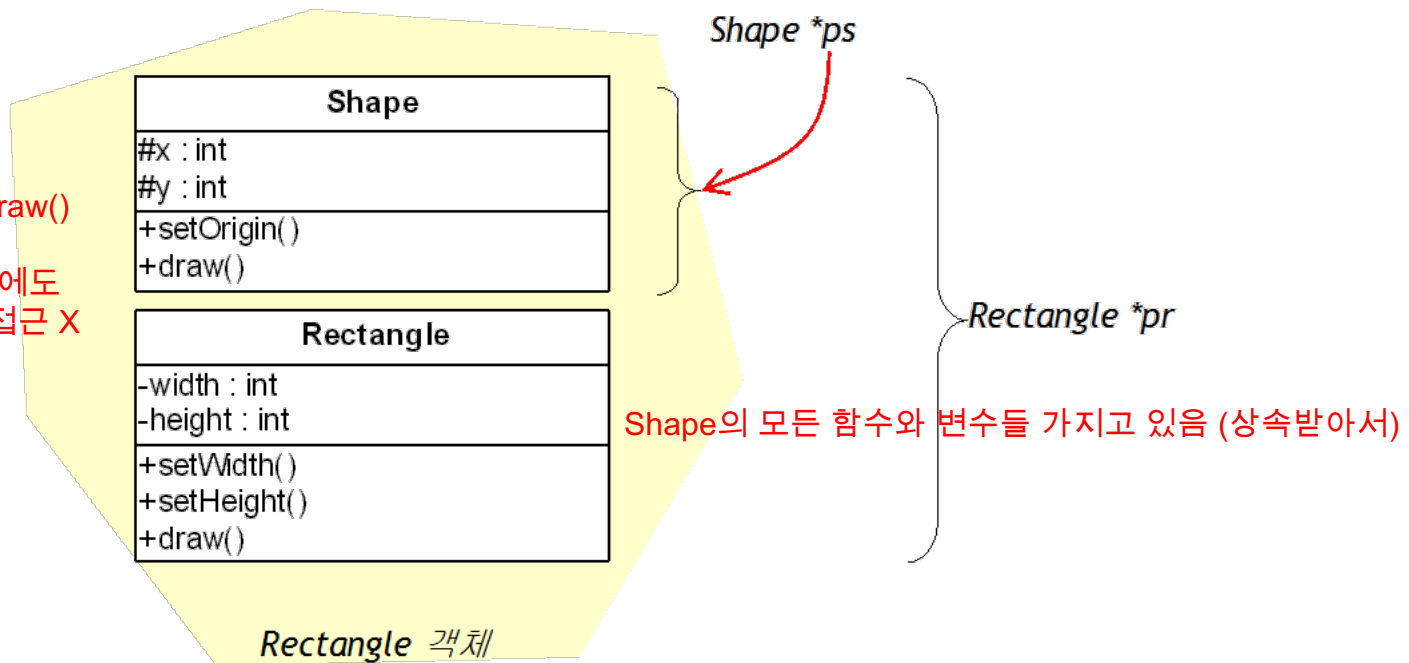 Shape *ps
Shape
#x : int
#y : int
+setOrigin()
+draw()
raw()
에도
접근 X
Rectangle *pr
Rectangle
-width : int
-height : int
+setWidth()
+setHeight()
+draw()
Shape의 모든 함수와 변수들 가지고 있음 (상속받아서)
Rectangle 객체